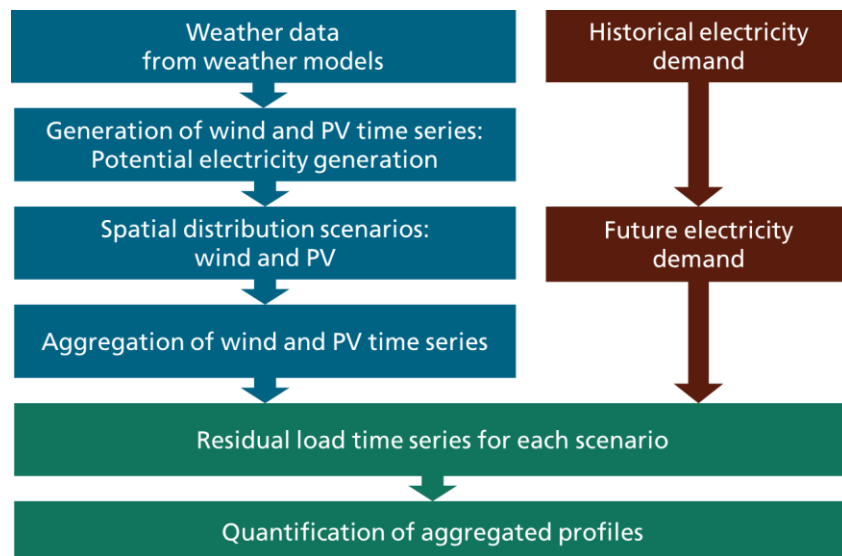 Weather data
from weather models
Historical electricity
demand
Generation of wind and PV time series:
Potential electricity generation
Spatial distribution scenarios:
wind and PV
Future electricity
demand
Aggregation of wind and PV time series
Residual load time series for each scenario
Quantification of aggregated profiles